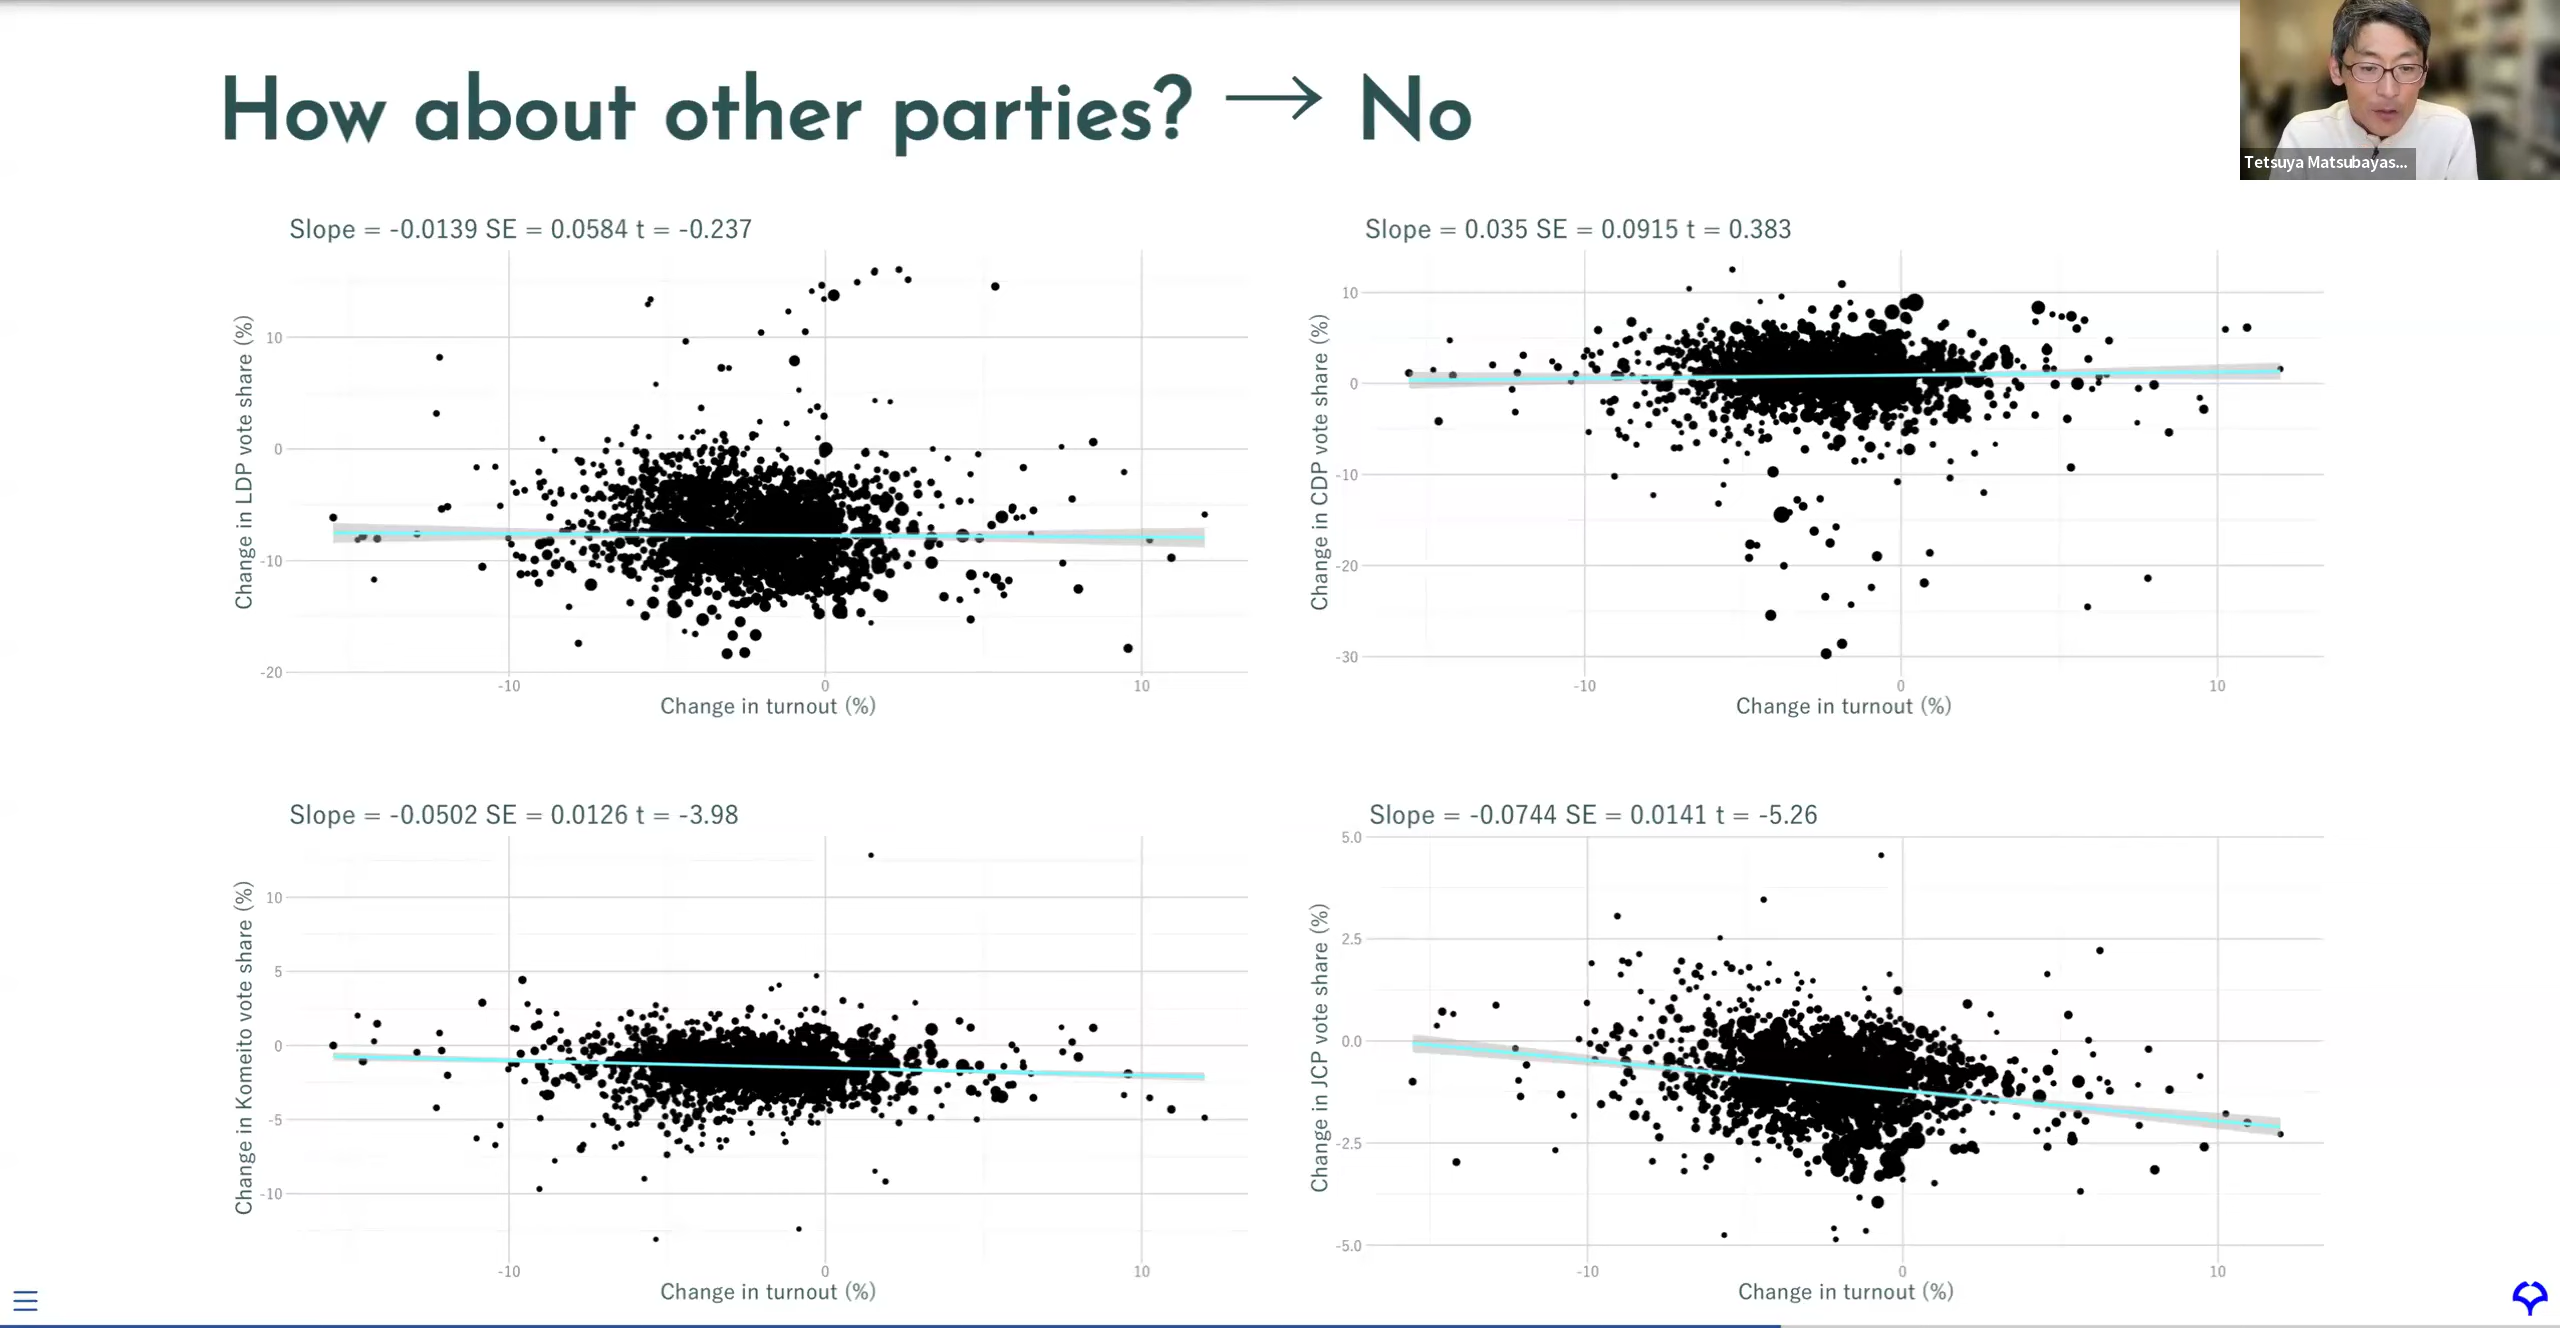 How about other parties? → No
Tetsuya Matsubayas...
Slope = -0.0139 SE = 0.0584 t = -0.237
Change in LDP vote share (%)
10
0
-10
-20
-10
0
10
Change in turnout (%)
Slope = 0.035 SE = 0.0915 t = 0.383
Change in CDP vote share (%)
10
0
-10
-20
-30
-10
0
10
Change in turnout (%)
Slope = -0.0502 SE = 0.0126 t = -3.98
Change in Komeito vote share (%)
10
5
0
-5
-10
-10
0
10
Change in turnout (%)
Slope = -0.0744 SE = 0.0141 t = -5.26
Change in JCP vote share (%)
5.0
2.5
0.0
-2.5
-5.0
-10
0
10
Change in turnout (%)